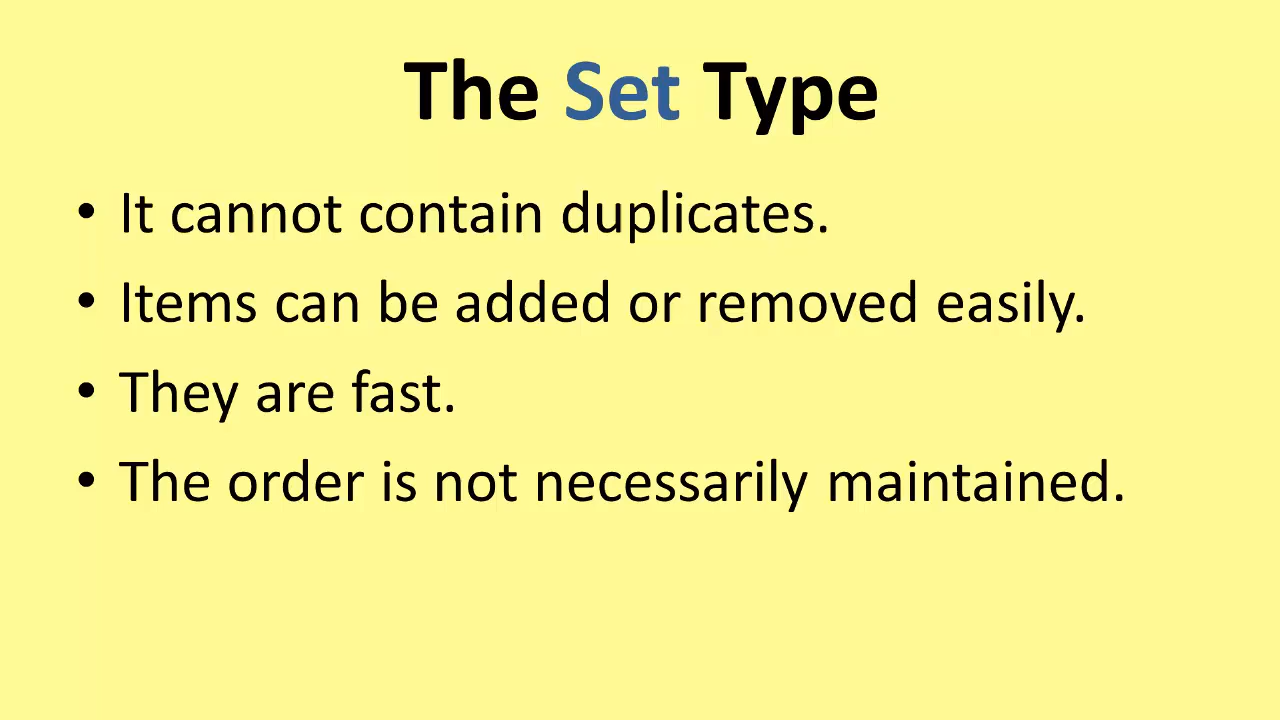 The Set Type
• It cannot contain duplicates.
• Items can be added or removed easily.
• They are fast.
• The order is not necessarily maintained.